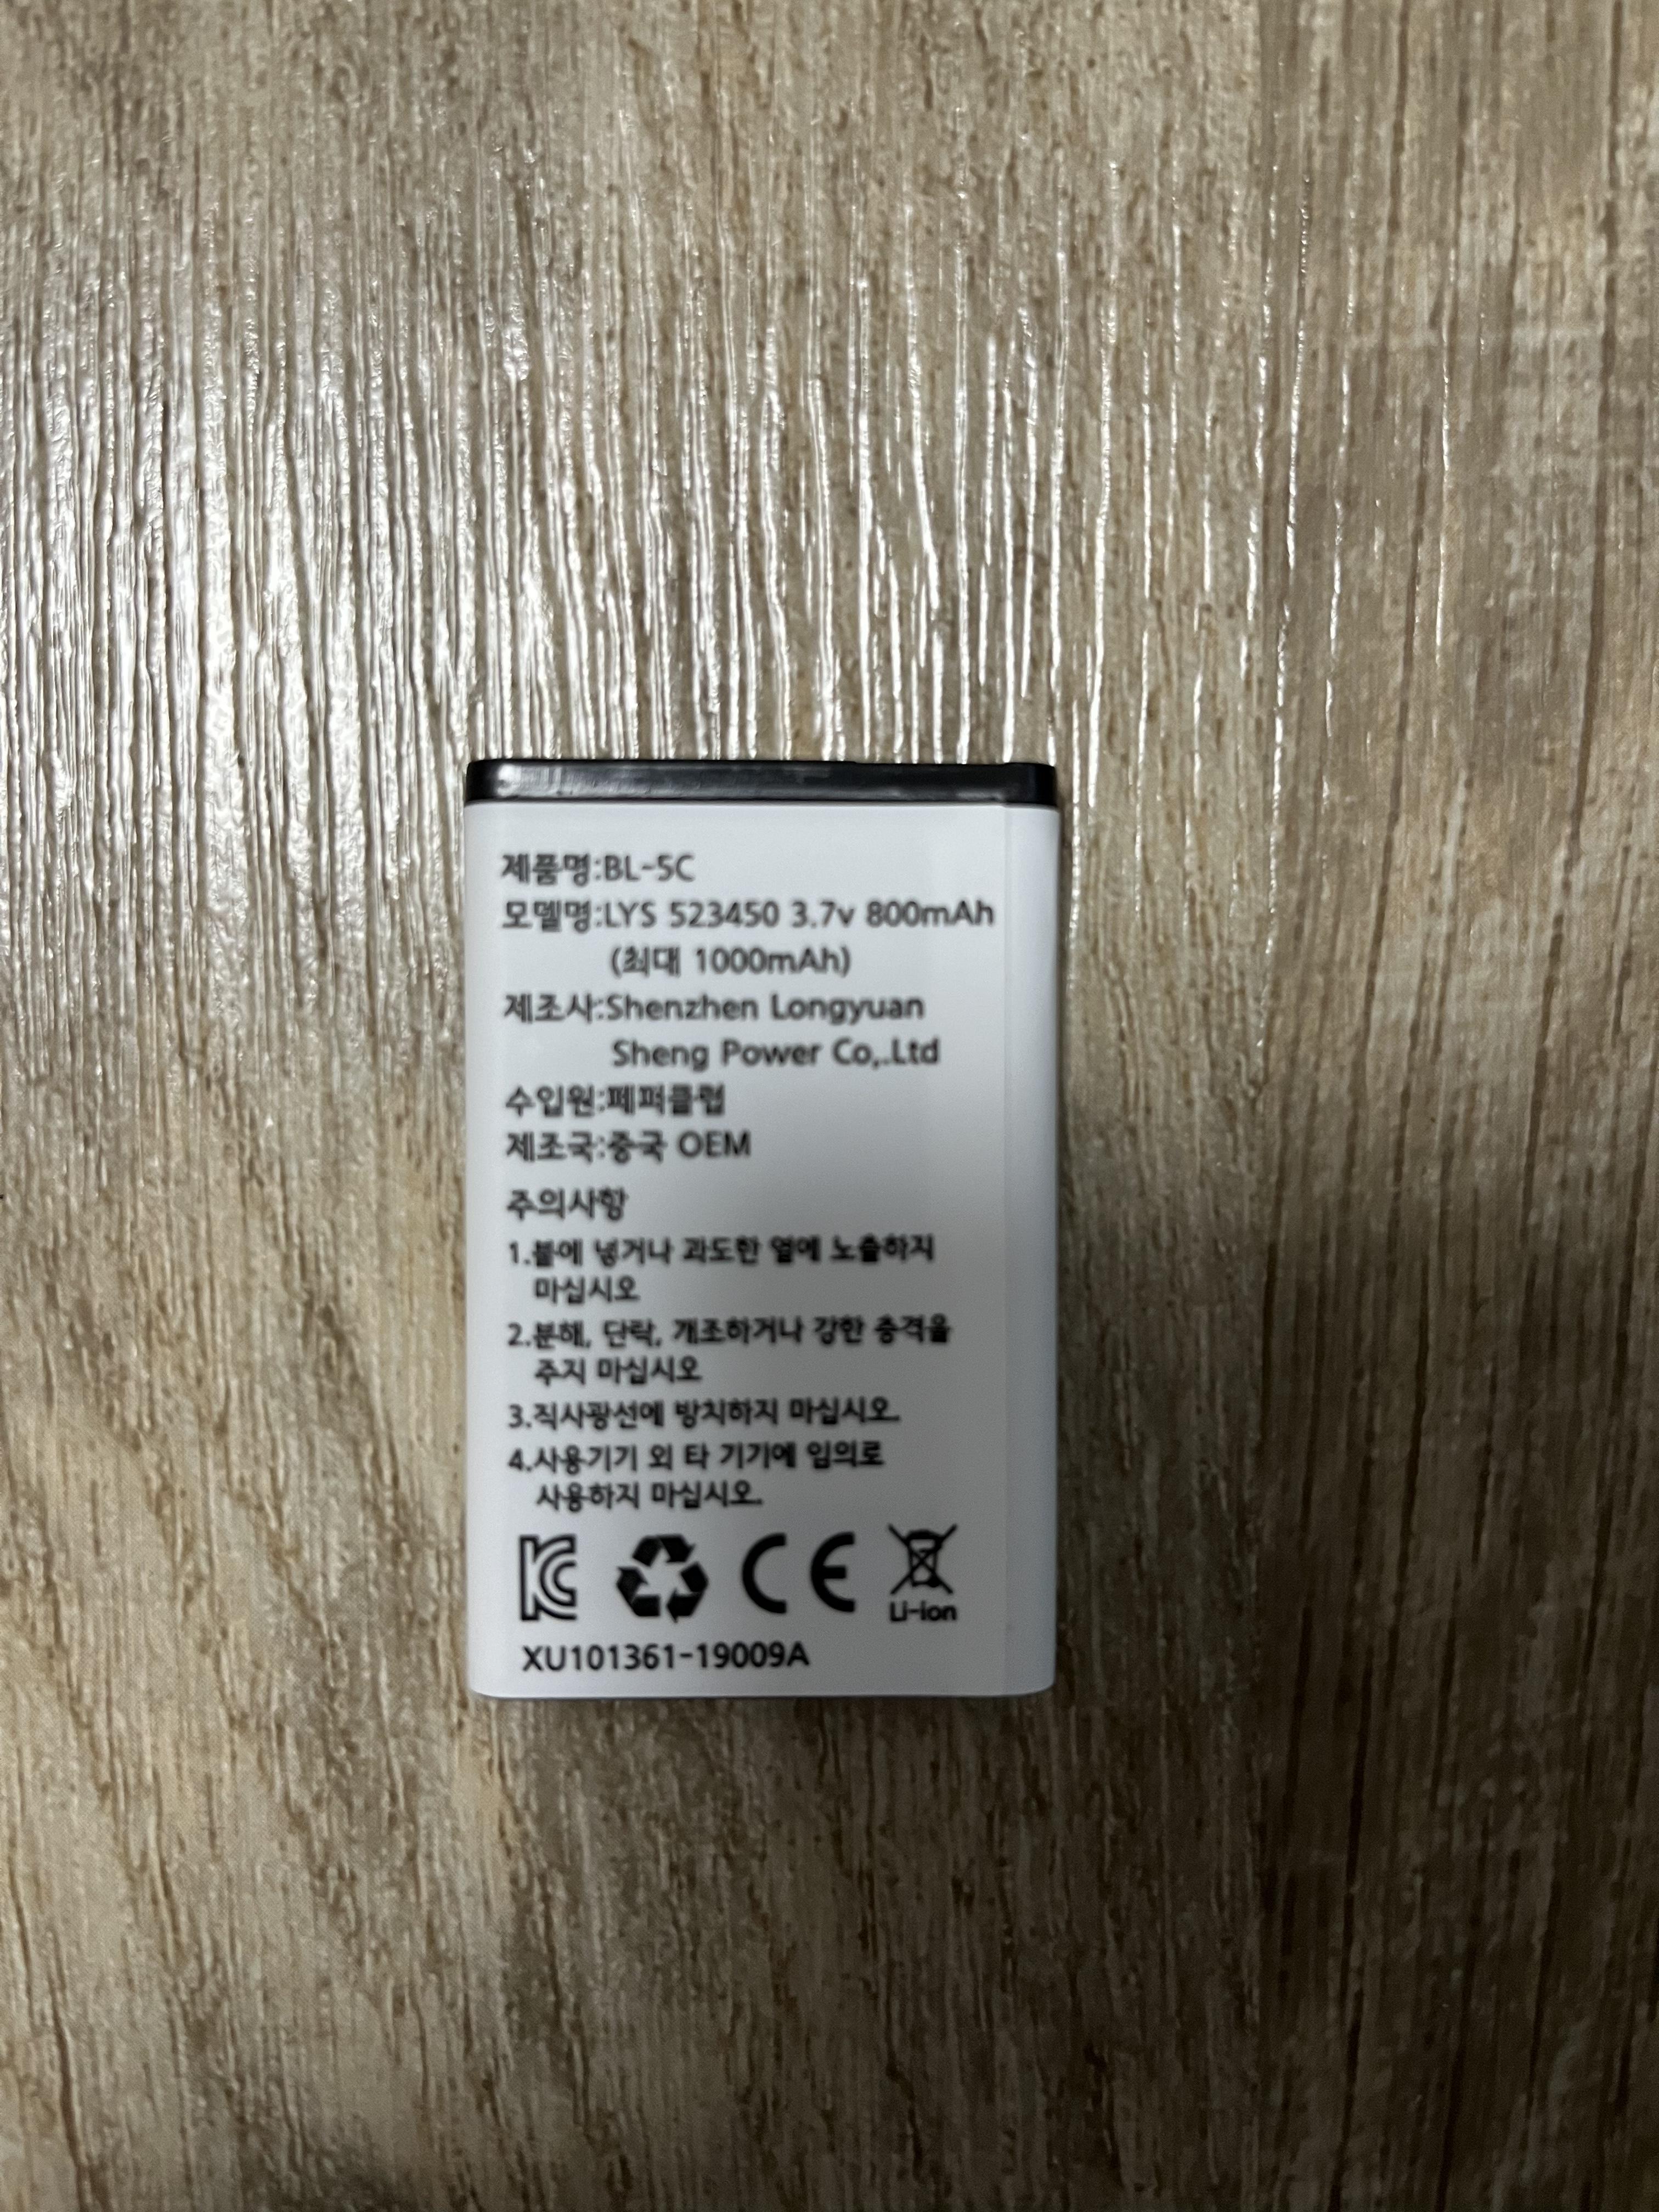 제품명:BL-5C
모델명:LYS 523450 3.7v 800mAh
(최대 1000mAh)
제조사:Shenzhen Longyuan
Sheng Power Co,.Ltd
수입원:페퍼클럽
제조국:중국 OEM
주의사항
1.불에 넣거나 과도한 열에 노출하지
마십시오
2.분해, 단락, 개조하거나 강한 충격을
주지 마십시오
3.직사광선에 방치하지 마십시오.
4.사용기기 외 타 기기에 임의로
사용하지 마십시오.
KC CE
Li-ion
XU101361-19009A